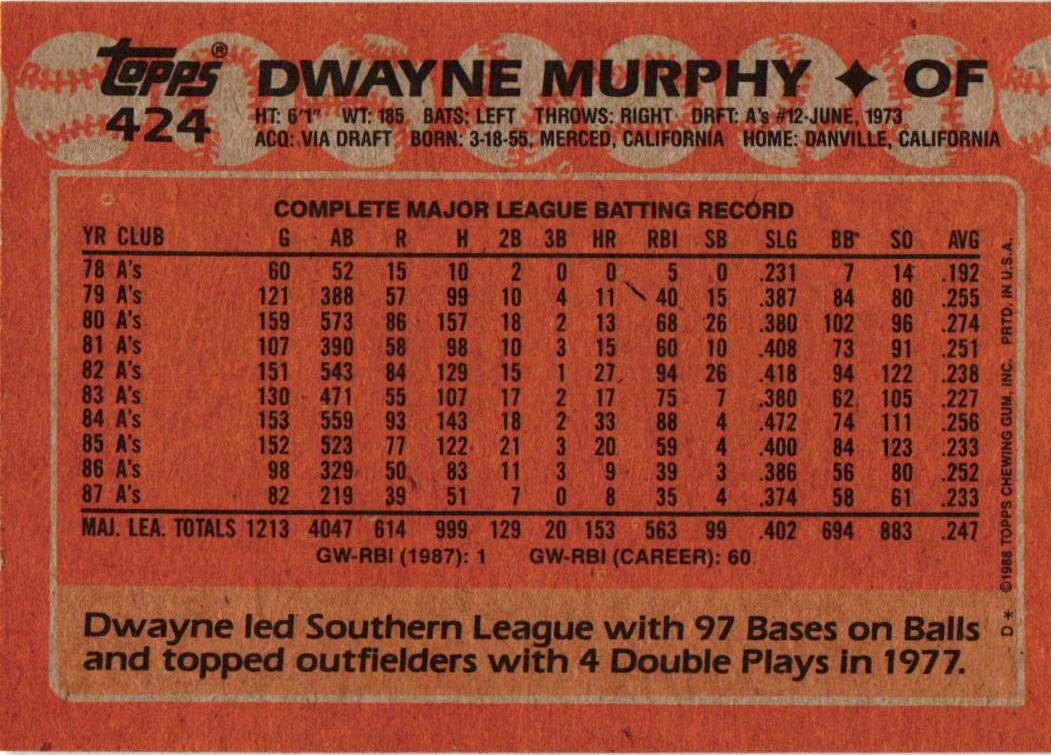 topps® DWAYNE MURPHY ✦ OF
424
HT: 6'1" WT: 185 BATS: LEFT THROWS: RIGHT DRFT: A's #12-JUNE, 1973
ACQ: VIA DRAFT BORN: 3-18-55, MERCED, CALIFORNIA HOME: DANVILLE, CALIFORNIA
COMPLETE MAJOR LEAGUE BATTING RECORD
YR CLUB G AB R H 2B 3B HR RBI SB SLG BB SO AVG
78 A's 60 52 15 10 2 0 0 5 0 .231 7 14 .192
79 A's 121 388 57 99 10 4 11 40 15 .387 84 80 .255
80 A's 159 573 86 157 18 2 13 68 26 .380 102 96 .274
81 A's 107 390 58 98 10 3 15 60 10 .408 73 91 .251
82 A's 151 543 84 129 15 1 27 94 26 .418 94 122 .238
83 A's 130 471 55 107 17 2 17 75 7 .380 62 105 .227
84 A's 153 559 93 143 18 2 33 88 4 .472 74 111 .256
85 A's 152 523 77 122 21 3 20 59 4 .400 84 123 .233
86 A's 98 329 50 83 11 3 9 39 3 .386 56 80 .252
87 A's 82 219 39 51 7 0 8 35 4 .374 58 61 .233
MAJ. LEA. TOTALS 1213 4047 614 999 129 20 153 563 99 .402 694 883 .247
GW-RBI (1987): 1 GW-RBI (CAREER): 60
Dwayne led Southern League with 97 Bases on Balls
and topped outfielders with 4 Double Plays in 1977.
D* ©1988 TOPPS CHEWING GUM, INC. PRTD. IN U.S.A.